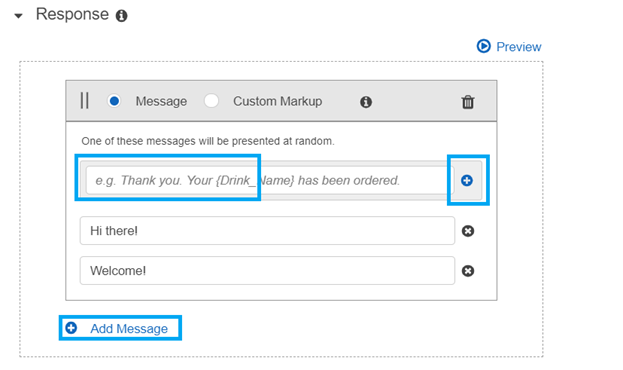 Response
Preview
Message Custom Markup
One of these messages will be presented at random.
e.g. Thank you. Your {Drink_Name} has been ordered.
Hi there!
Welcome!
Add Message